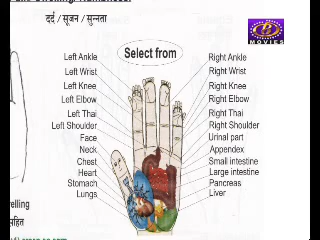 दर्द / सूजन / सुन्नता
Select from
B
MOVIES
Left Ankle
Left Wrist
Left Knee
Left Elbow
Left Thai
Left Shoulder
Face
Neck
Chest
Heart
Stomach
Lungs
Right Ankle
Right Wrist
Right Knee
Right Elbow
Right Thai
Right Shoulder
Urinal part
Appendex
Small intestine
Large intestine
Pancreas
Liver